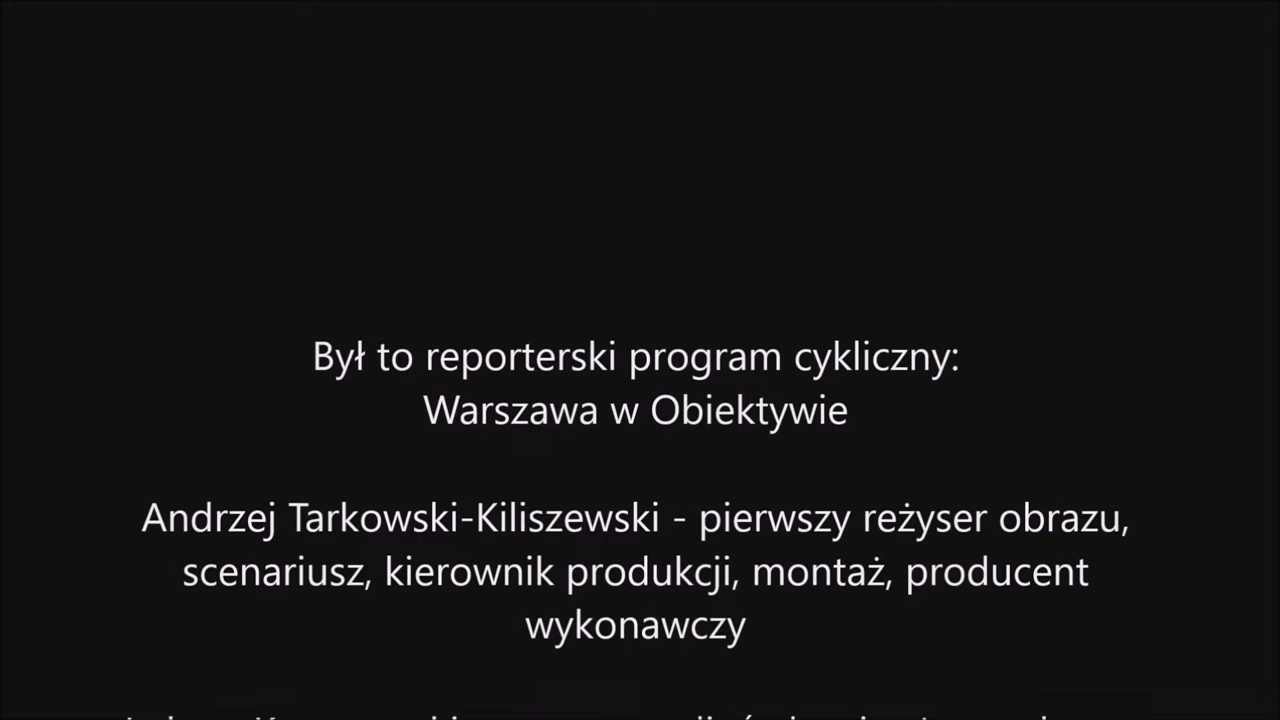 Był to reporterski program cykliczny:
Warszawa w Obiektywie
Andrzej Tarkowski-Kiliszewski - pierwszy reżyser obrazu,
scenariusz, kierownik produkcji, montaż, producent
wykonawczy